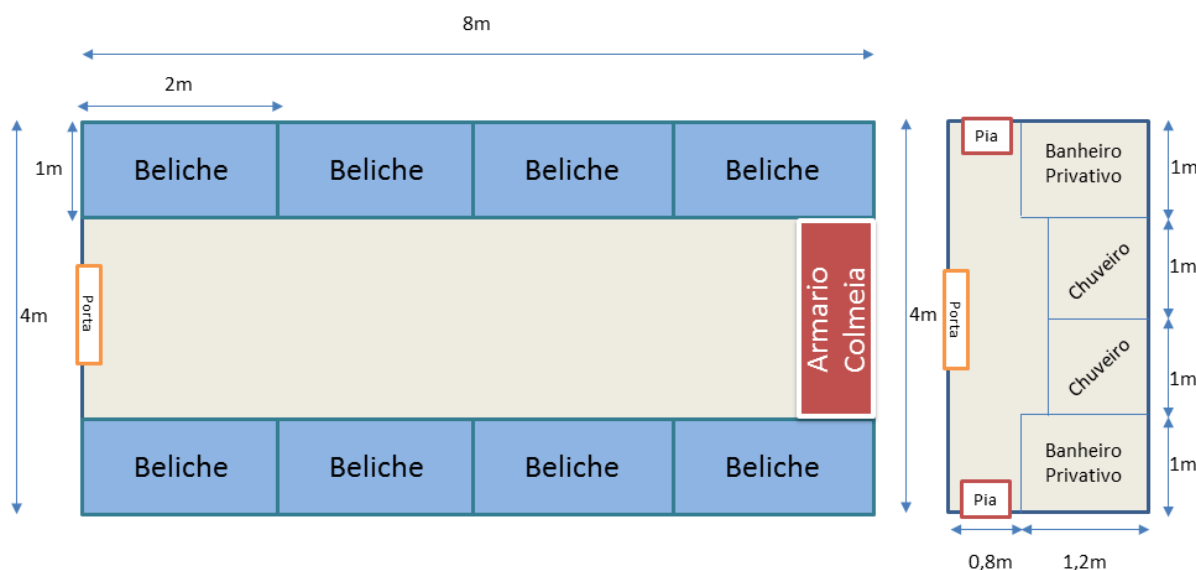 8m
2m
1m
Beliche
Beliche
Beliche
Beliche
4m
Porta
Armario
Colmeia
Beliche
Beliche
Beliche
Beliche
4m
Pia
Banheiro
Privativo
1m
Chuveiro
1m
Porta
Chuveiro
1m
Banheiro
Privativo
1m
Pia
0,8m
1,2m